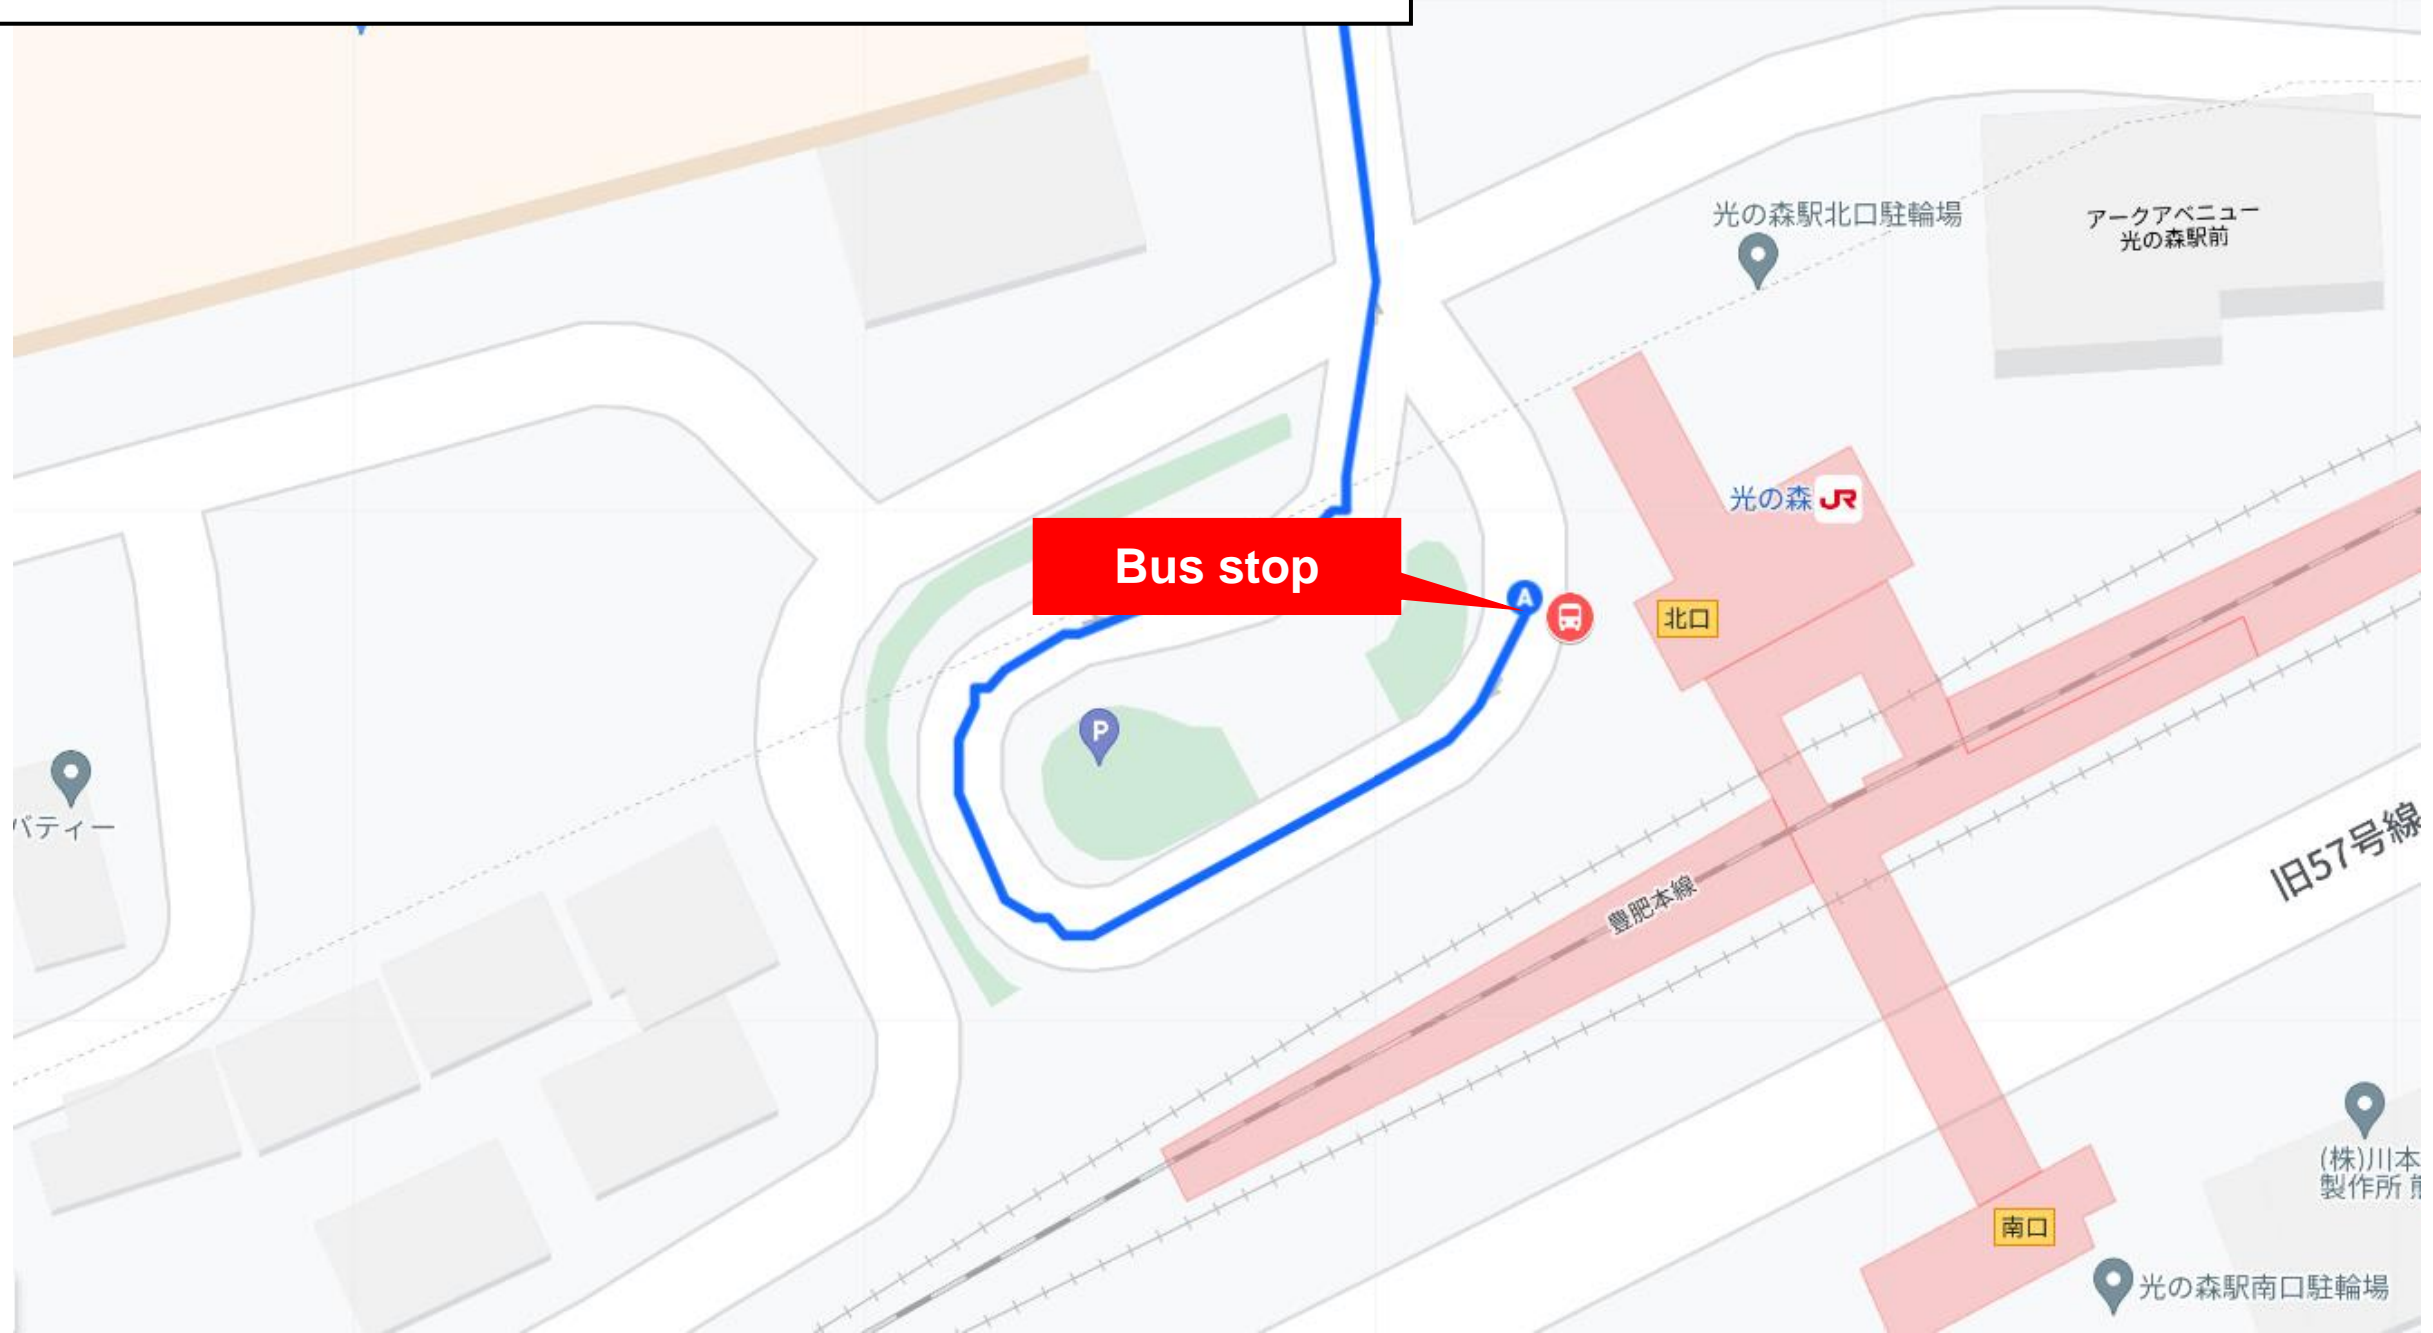 光の森駅北口駐輪場
アークアベニュー
光の森駅前
光の森 JR
Bus stop
A
北口
P
バティー
旧57号線
豊肥本線
(株)川本
製作所
南口
光の森駅南口駐輪場